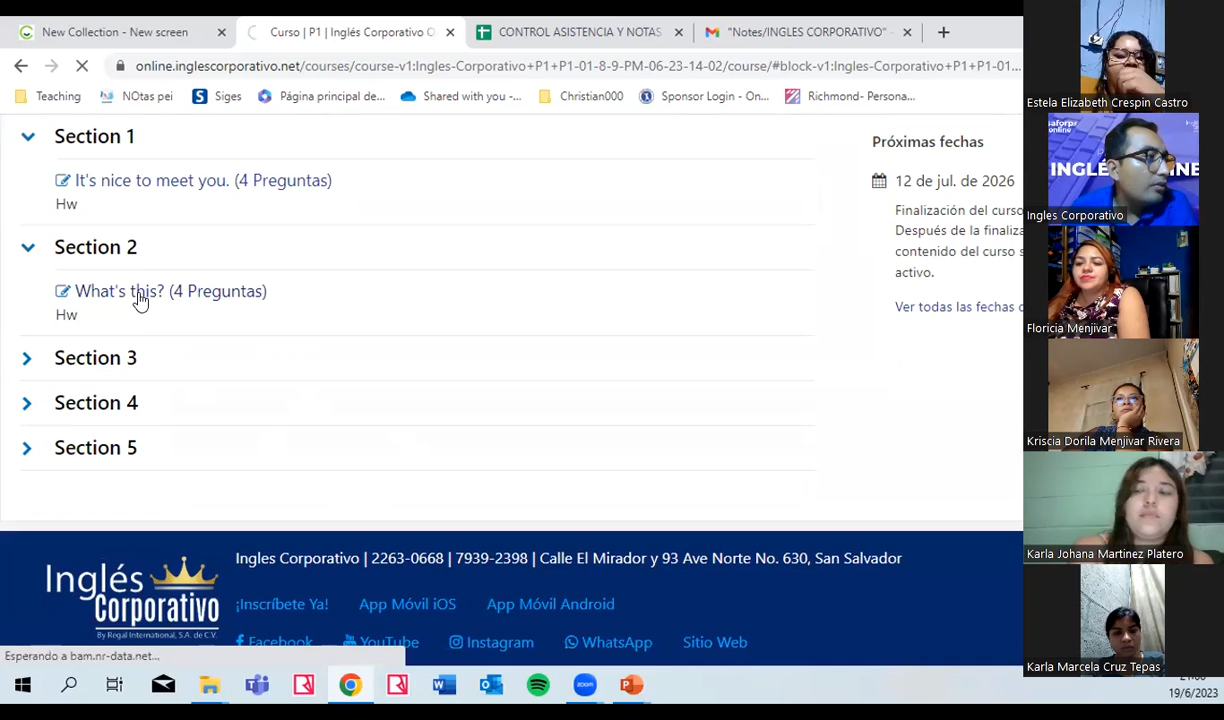 New Collection - New screen
Curso | P1 | Inglés Corporativo O
CONTROL ASISTENCIA Y NOTAS
"Notes/INGLES CORPORATIVO" -
online.inglescorporativo.net/courses/course-v1:Ingles-Corporativo+P1+P1-01-8-9-PM-06-23-14-02/course/#block-v1:Ingles-Corporativo+P1+P1-01...
Teaching
NOtas pei
Siges
Página principal de...
Shared with you -...
Christian000
Sponsor Login - On...
Richmond- Persona...
Section 1
It's nice to meet you. (4 Preguntas)
Hw
Section 2
What's this? (4 Preguntas)
Hw
Section 3
Section 4
Section 5
Próximas fechas
12 de jul. de 2026
Finalización del curso
Después de la finaliza
contenido del curso s
activo.
Ver todas las fechas
Inglés
Corporativo
By Regal International, S.A. de C.V.
Ingles Corporativo | 2263-0668 | 7939-2398 | Calle El Mirador y 93 Ave Norte No. 630, San Salvador
¡Inscríbete Ya!
App Móvil iOS
App Móvil Android
Facebook
YouTube
Instagram
WhatsApp
Sitio Web
Esperando a bam.nr-data.net...
19/6/2023
Estela Elizabeth Crespin Castro
INGLÉ
INE
Ingles Corporativo
Floricia Menjivar
Kriscia Dorila Menjivar Rivera
Karla Johana Martinez Platero
Karla Marcela Cruz Tepas